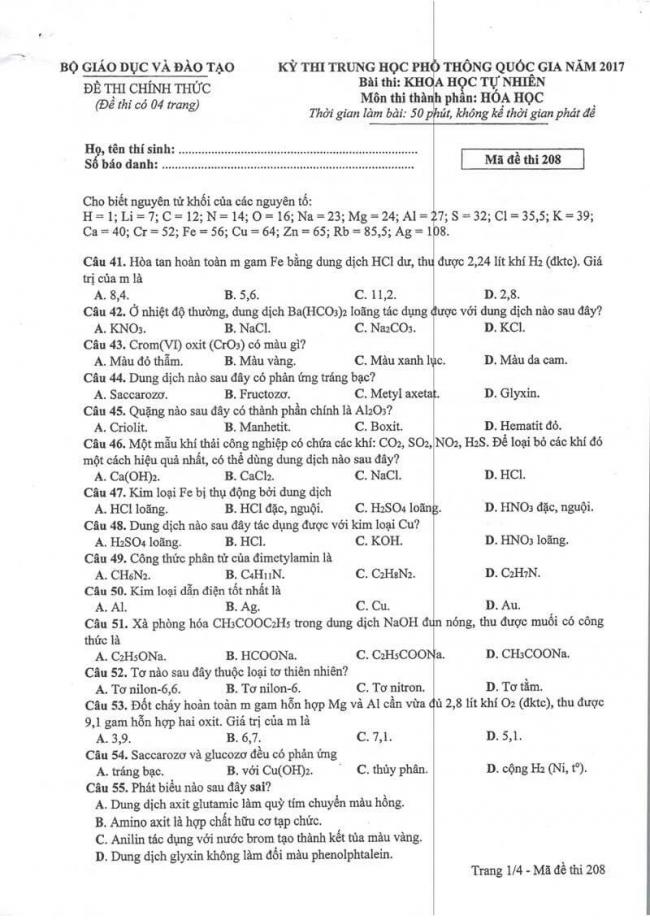 BỘ GIÁO DỤC VÀ ĐÀO TẠO
ĐỀ THI CHÍNH THỨC
(Đề thi có 04 trang)
KỲ THI TRUNG HỌC PHỔ THÔNG QUỐC GIA NĂM 2017
Bài thi: KHOA HỌC TỰ NHIÊN
Môn thi thành phần: HÓA HỌC
Thời gian làm bài: 50 phút, không kể thời gian phát đề
Họ, tên thí sinh: ..........................................................
Số báo danh: ..............................................................
Mã đề thi 208
Cho biết nguyên tử khối của các nguyên tố:
H = 1; Li = 7; C = 12; N = 14; O = 16; Na = 23; Mg = 24; Al = 27; S = 32; Cl = 35,5; K = 39;
Ca = 40; Cr = 52; Fe = 56; Cu = 64; Zn = 65; Rb = 85,5; Ag = 108.
Câu 41. Hòa tan hoàn toàn m gam Fe bằng dung dịch HCl dư, thu được 2,24 lít khí H2 (đktc). Giá
trị của m là
A. 8,4. B. 5,6. C. 11,2. D. 2,8.
Câu 42. Ở nhiệt độ thường, dung dịch Ba(HCO3)2 loãng tác dụng được với dung dịch nào sau đây?
A. KNO3. B. NaCl. C. Na2CO3. D. KCl.
Câu 43. Crom(VI) oxit (CrO3) có màu gì?
A. Màu đỏ thẫm. B. Màu vàng. C. Màu xanh lục. D. Màu da cam.
Câu 44. Dung dịch nào sau đây có phản ứng tráng bạc?
A. Saccarozơ. B. Fructozơ. C. Metyl axetat. D. Glyxin.
Câu 45. Quặng nào sau đây có thành phần chính là Al2O3?
A. Criolit. B. Manhetit. C. Boxit. D. Hematit đỏ.
Câu 46. Một mẫu khí thải công nghiệp có chứa các khí: CO2, SO2, NO2, H2S. Để loại bỏ các khí đó
một cách hiệu quả nhất, có thể dùng dung dịch nào sau đây?
A. Ca(OH)2. B. CaCl2. C. NaCl. D. HCl.
Câu 47. Kim loại Fe bị thụ động bởi dung dịch
A. HCl loãng. B. HCl đặc, nguội. C. H2SO4 loãng. D. HNO3 đặc, nguội.
Câu 48. Dung dịch nào sau đây tác dụng được với kim loại Cu?
A. H2SO4 loãng. B. HCl. C. KOH. D. HNO3 loãng.
Câu 49. Công thức phân tử của đimetylamin là
A. CH6N2. B. C4H11N. C. C2H8N2. D. C2H7N.
Câu 50. Kim loại dẫn điện tốt nhất là
A. Al. B. Ag. C. Cu. D. Au.
Câu 51. Xà phòng hóa CH3COOC2H5 trong dung dịch NaOH đun nóng, thu được muối có công
thức là
A. C2H5ONa. B. HCOONa. C. C2H5COONa. D. CH3COONa.
Câu 52. Tơ nào sau đây thuộc loại tơ thiên nhiên?
A. Tơ nilon-6,6. B. Tơ nilon-6. C. Tơ nitron. D. Tơ tằm.
Câu 53. Đốt cháy hoàn toàn m gam hỗn hợp Mg và Al cần vừa đủ 2,8 lít khí O2 (đktc), thu được
9,1 gam hỗn hợp hai oxit. Giá trị của m là
A. 3,9. B. 6,7. C. 7,1. D. 5,1.
Câu 54. Saccarozơ và glucozơ đều có phản ứng
A. tráng bạc. B. với Cu(OH)2. C. thủy phân. D. cộng H2 (Ni, tº).
Câu 55. Phát biểu nào sau đây sai?
A. Dung dịch axit glutamic làm quỳ tím chuyển màu hồng.
B. Amino axit là hợp chất hữu cơ tạp chức.
C. Anilin tác dụng với nước brom tạo thành kết tủa màu vàng.
D. Dung dịch glyxin không làm đổi màu phenolphtalein.
Trang 1/4 - Mã đề thi 208